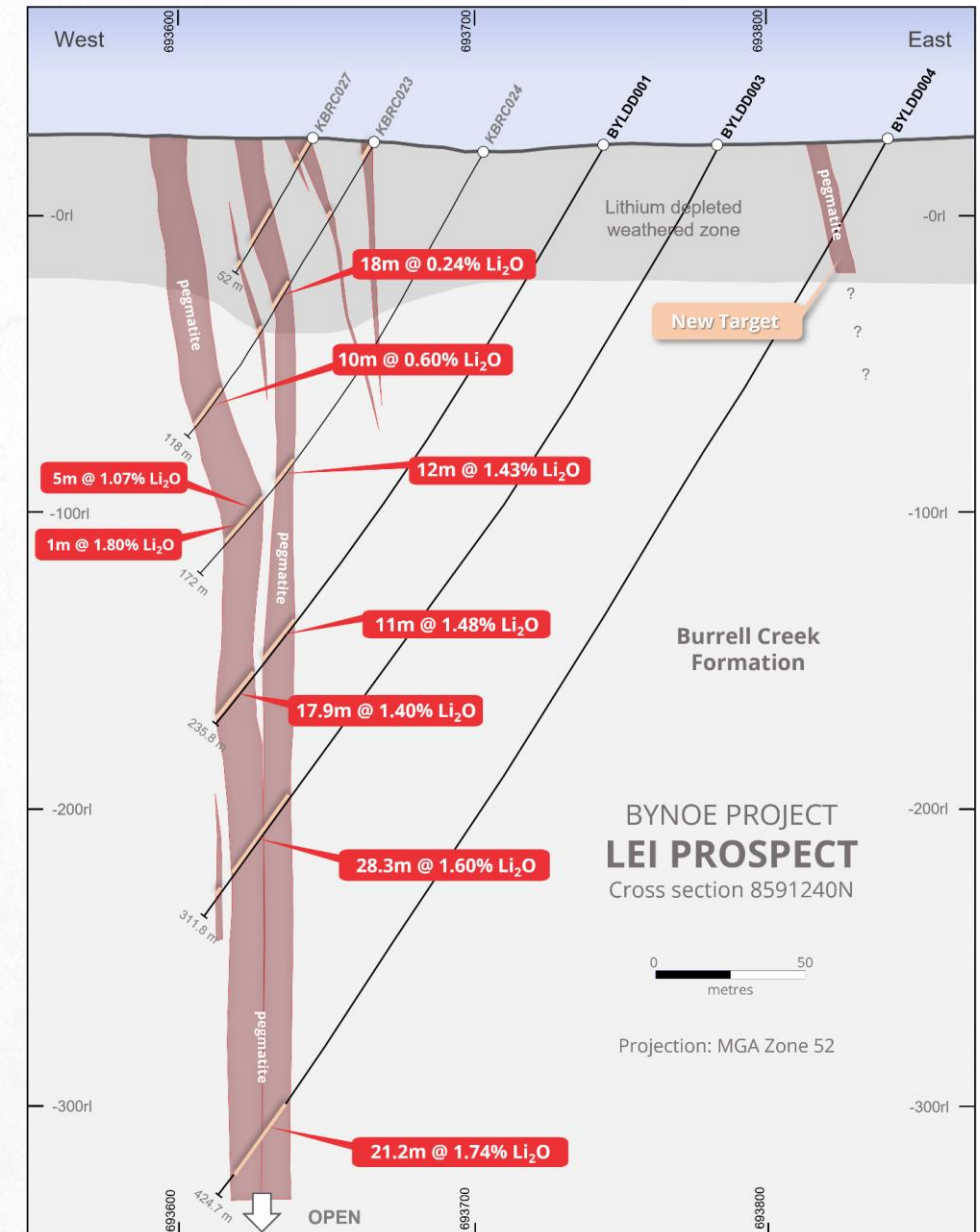 693600
693700
693800
West
East
KBRC027
KBRC023
KBRC024
BYLDD001
BYLDD003
BYLDD004
-0rl
Lithium depleted
weathered zone
pegmatite
-0rl
52 m
18m @ 0.24% Li₂O
?
New Target
?
pegmatite
10m @ 0.60% Li₂O
?
118 m
5m @ 1.07% Li₂O
12m @ 1.43% Li₂O
-100rl
-100rl
1m @ 1.80% Li₂O
172 m
pegmatite
11m @ 1.48% Li₂O
Burrell Creek
Formation
17.9m @ 1.40% Li₂O
235.8 m
-200rl
-200rl
BYNOE PROJECT
LEI PROSPECT
Cross section 8591240N
28.3m @ 1.60% Li₂O
311.8 m
0 50
metres
Projection: MGA Zone 52
pegmatite
-300rl
-300rl
21.2m @ 1.74% Li₂O
424.7 m
OPEN
693600
693700
693800